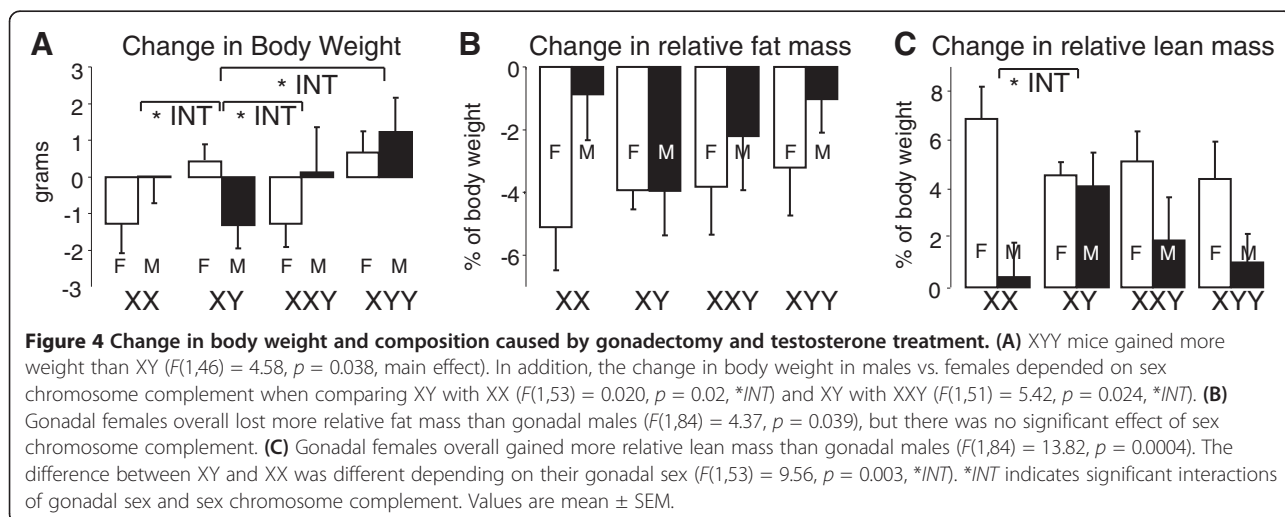 A Change in Body Weight
3
2
1
0
-1
-2
-3
grams
* INT
* INT
* INT
F M
F M
F M
F M
XX XY XXY XYY
B Change in relative fat mass
0
-2
-4
-6
% of body weight
F M
F M
F M
F M
XX XY XXY XYY
C Change in relative lean mass
8
6
4
2
0
% of body weight
* INT
F M
F M
F M
F M
XX XY XXY XYY
Figure 4 Change in body weight and composition caused by gonadectomy and testosterone treatment. (A) XYY mice gained more
weight than XY (F(1,46) = 4.58, p = 0.038, main effect). In addition, the change in body weight in males vs. females depended on sex
chromosome complement when comparing XY with XX (F(1,53) = 0.020, p = 0.02, *INT) and XY with XXY (F(1,51) = 5.42, p = 0.024, *INT). (B)
Gonadal females overall lost more relative fat mass than gonadal males (F(1,84) = 4.37, p = 0.039), but there was no significant effect of sex
chromosome complement. (C) Gonadal females overall gained more relative lean mass than gonadal males (F(1,84) = 13.82, p = 0.0004). The
difference between XY and XX was different depending on their gonadal sex (F(1,53) = 9.56, p = 0.003, *INT). *INT indicates significant interactions
of gonadal sex and sex chromosome complement. Values are mean ± SEM.